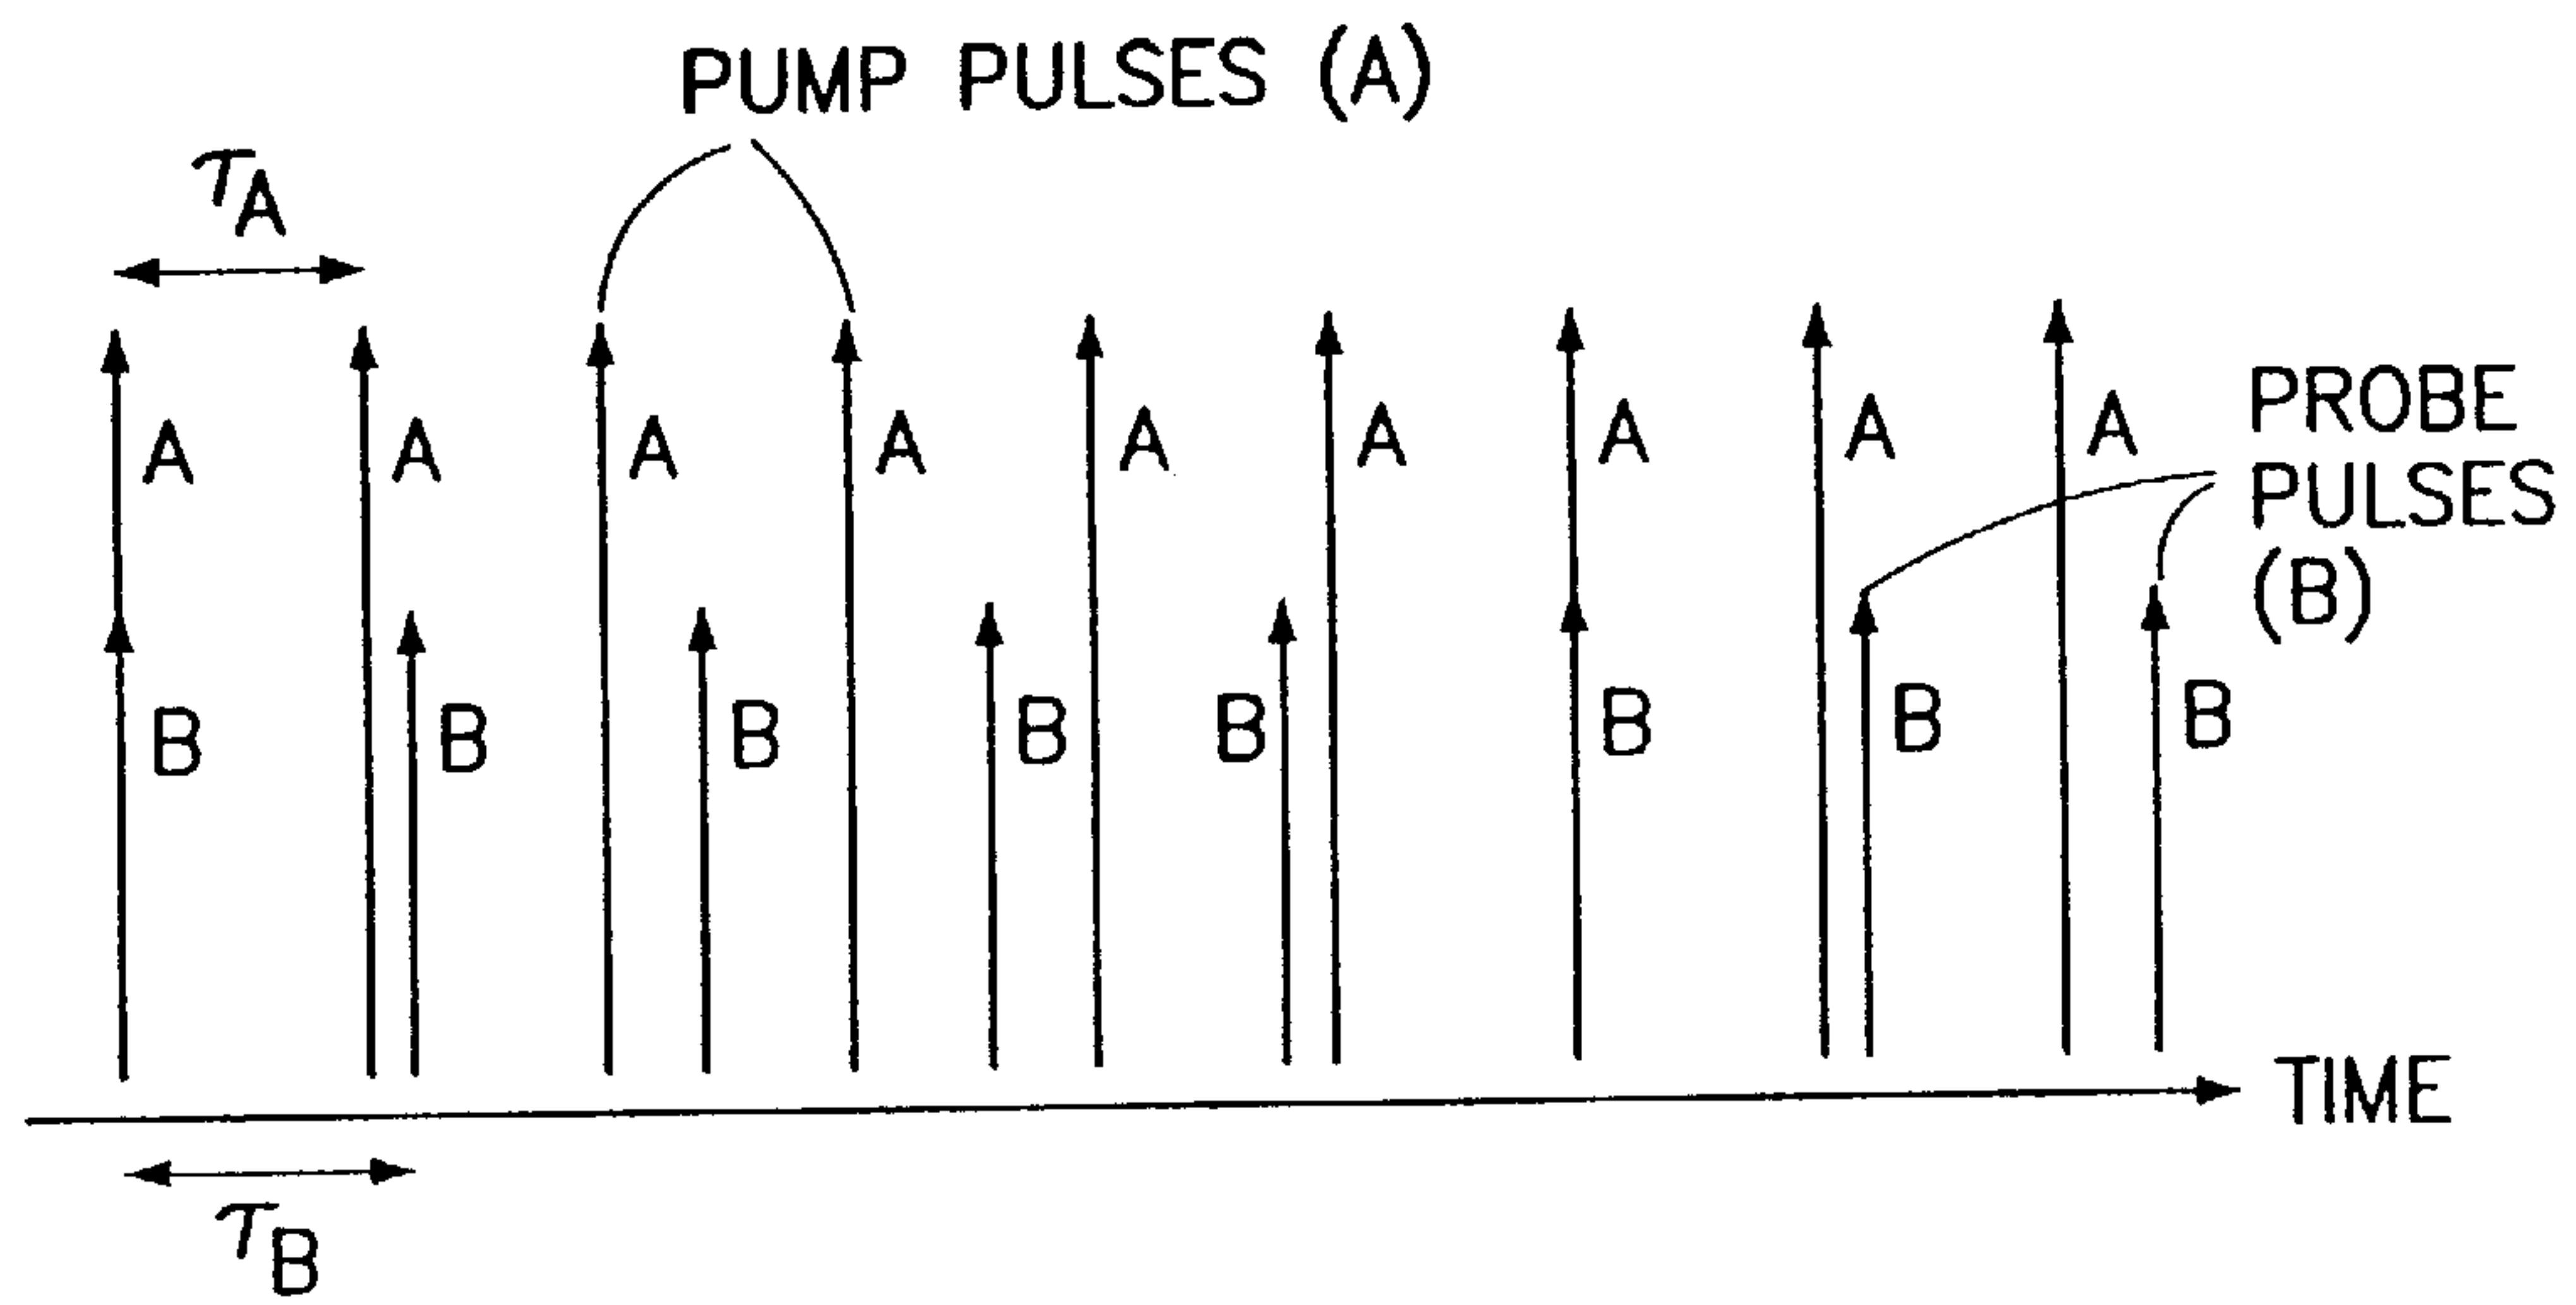 PUMP PULSES (A)
τA
A A A A A A A A A
PROBE
PULSES
(B)
B B B B B B B B
TIME
τB